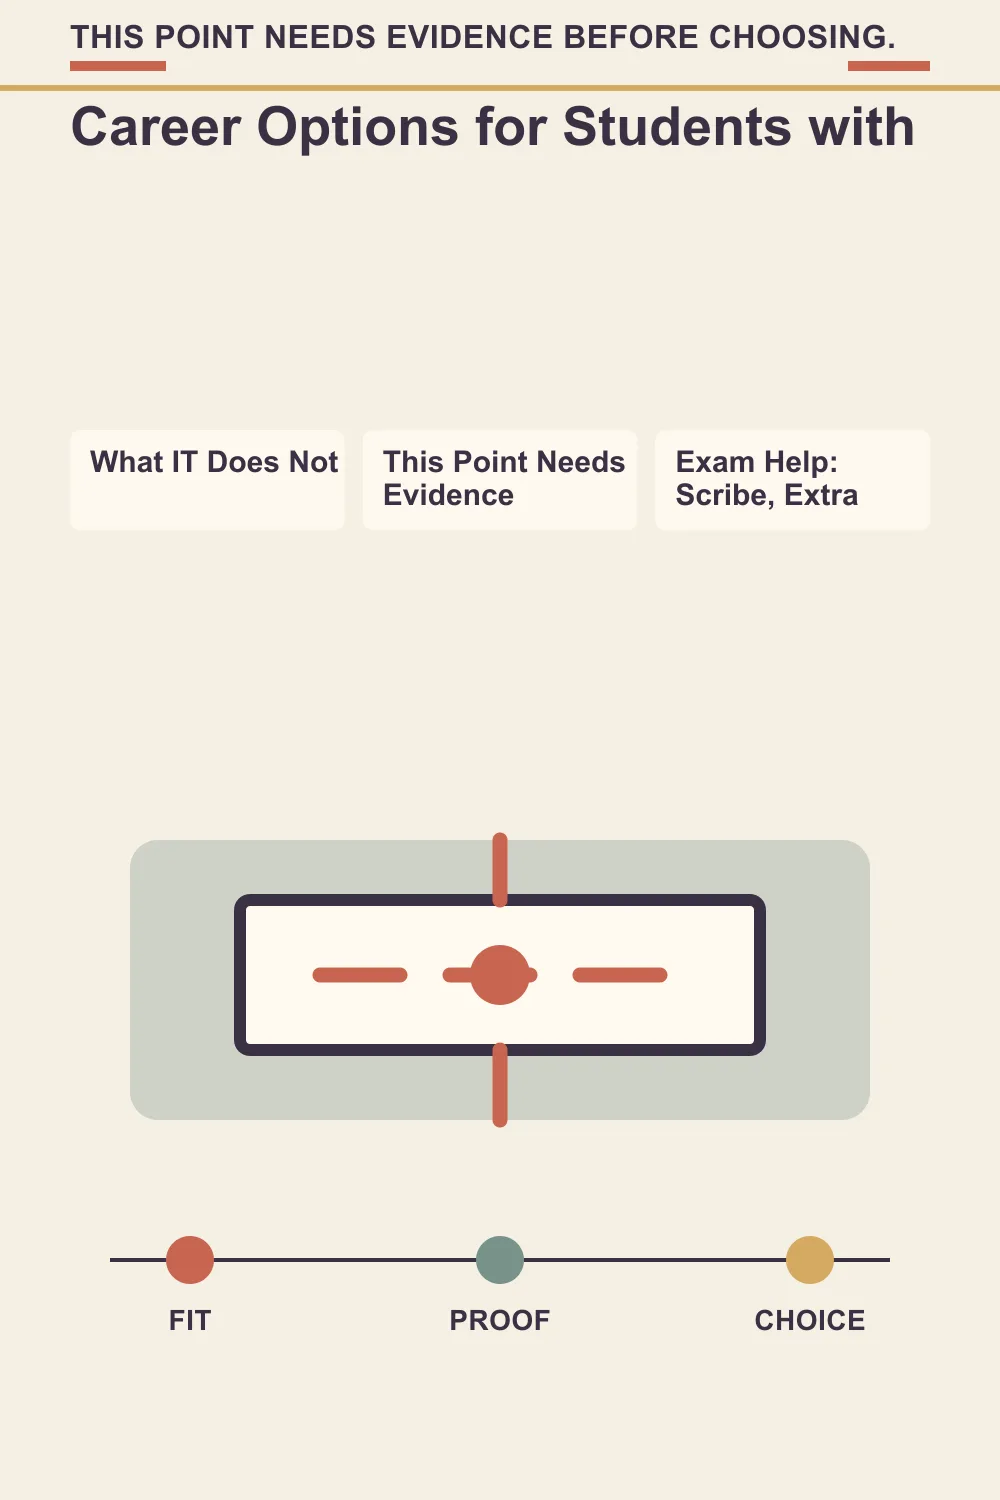 THIS POINT NEEDS EVIDENCE BEFORE CHOOSING.
Career Options for Students with
What IT Does Not
This Point Needs
Evidence
Exam Help:
Scribe, Extra
FIT
PROOF
CHOICE